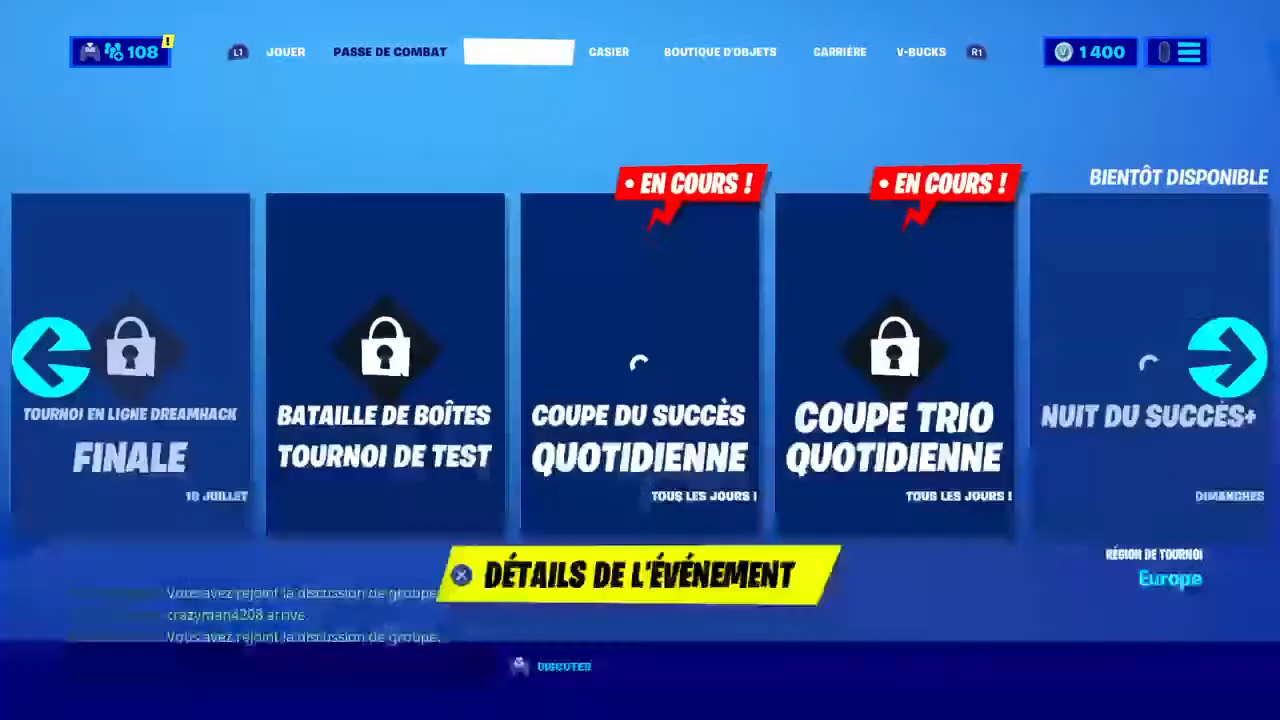 108
!
L1
JOUER
PASSE DE COMBAT
CASIER
BOUTIQUE D'OBJETS
CARRIÈRE
V-BUCKS
R1
1 400
• EN COURS !
• EN COURS !
BIENTÔT DISPONIBLE
TOURNOI EN LIGNE DREAMHACK
FINALE
18 JUILLET
BATAILLE DE BOÎTES
TOURNOI DE TEST
COUPE DU SUCCÈS
QUOTIDIENNE
TOUS LES JOURS !
COUPE TRIO
QUOTIDIENNE
TOUS LES JOURS !
NUIT DU SUCCÈS+
DIMANCHES
DÉTAILS DE L'ÉVÉNEMENT
RÉGION DE TOURNOI
Europe
Vous avez rejoint la discussion de groupe.
crazyman4208 arrive.
Vous avez rejoint la discussion de groupe.
DISCUTER